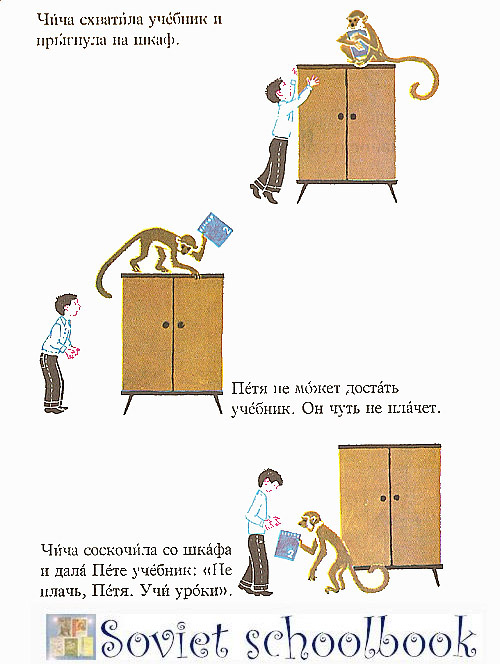 Чи́ча схвати́ла уче́бник и
пры́гнула на шкаф.
2
Пе́тя не мо́жет доста́ть
уче́бник. Он чуть не пла́чет.
Чи́ча соскочи́ла со шка́фа
и дала́ Пе́те уче́бник: «Не
плачь, Пе́тя. Учи́ уро́ки».
2
Soviet schoolbook